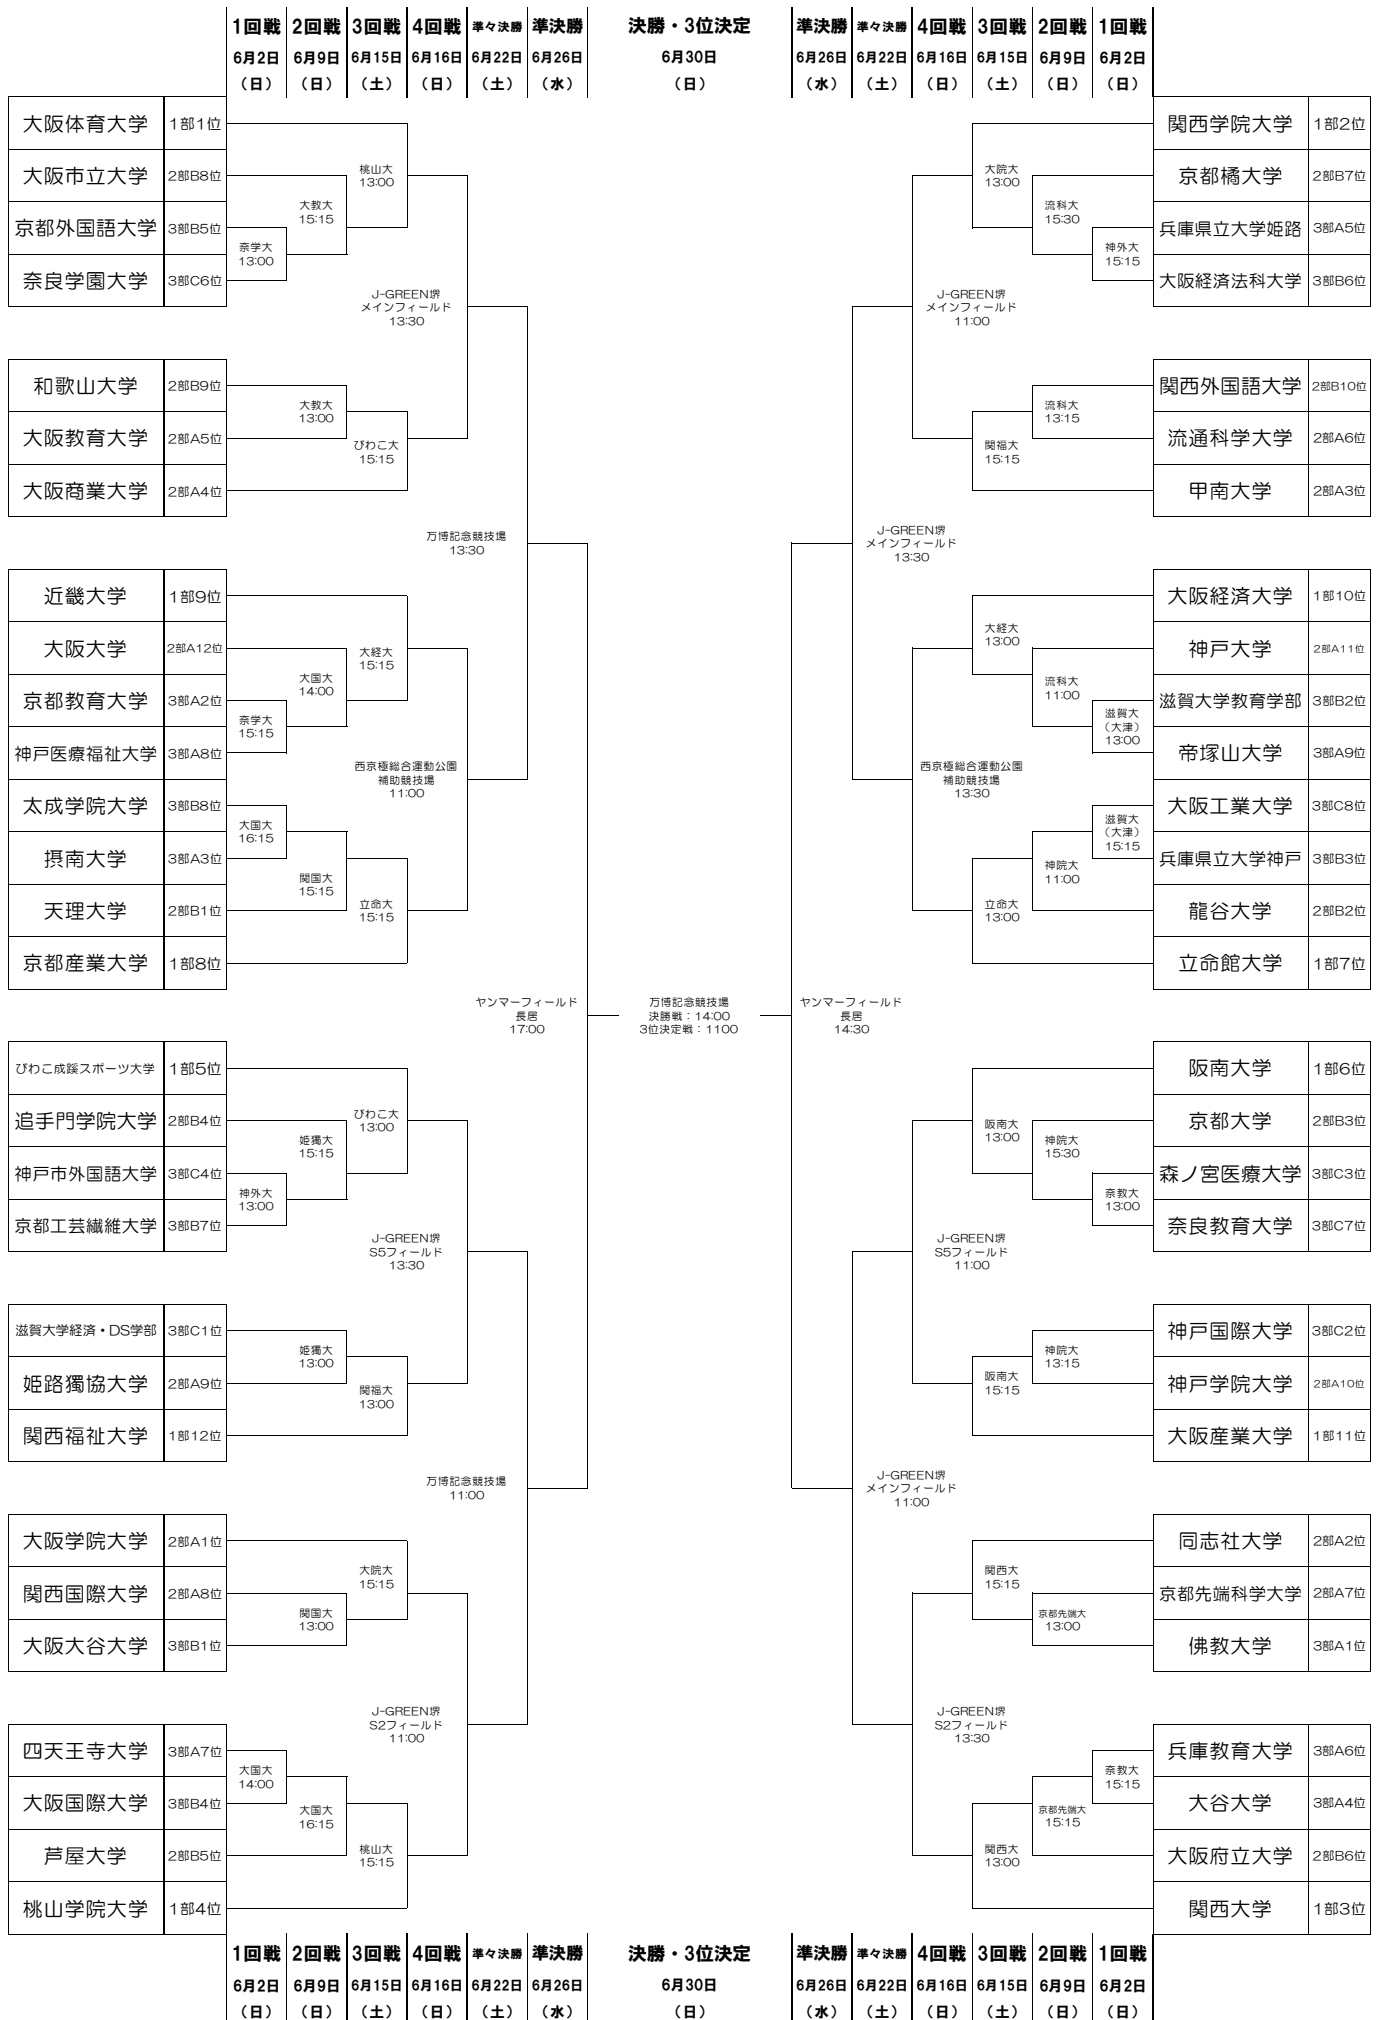 1回戦 2回戦 3回戦 4回戦 準々決勝 準決勝 決勝・3位決定 準決勝 準々決勝 4回戦 3回戦 2回戦 1回戦
6月2日 6月9日 6月15日 6月16日 6月22日 6月26日 6月30日 6月26日 6月22日 6月16日 6月15日 6月9日 6月2日
（日） （日） （土） （日） （土） （水） （日） （水） （土） （日） （土） （日） （日）
大阪体育大学 1部1位
大阪市立大学 2部B8位
京都外国語大学 3部B5位
奈良学園大学 3部C6位
桃山大
13:00
大教大
15:15
奈学大
13:00
J-GREEN堺
メインフィールド
13:30
和歌山大学 2部B9位
大阪教育大学 2部A5位
大阪商業大学 2部A4位
大教大
13:00
びわこ大
15:15
万博記念競技場
13:30
近畿大学 1部9位
大阪大学 2部A12位
京都教育大学 3部A2位
神戸医療福祉大学 3部A8位
太成学院大学 3部B8位
摂南大学 3部A3位
天理大学 2部B1位
京都産業大学 1部8位
大経大
15:15
大国大
14:00
奈学大
15:15
西京極総合運動公園
補助競技場
11:00
大国大
16:15
関国大
15:15
立命大
15:15
ヤンマーフィールド
長居
17:00
びわこ成蹊スポーツ大学 1部5位
追手門学院大学 2部B4位
神戸市外国語大学 3部C4位
京都工芸繊維大学 3部B7位
びわこ大
13:00
姫獨大
15:15
神外大
13:00
J-GREEN堺
S5フィールド
13:30
滋賀大学経済・DS学部 3部C1位
姫路獨協大学 2部A9位
関西福祉大学 1部12位
姫獨大
13:00
関福大
13:00
万博記念競技場
11:00
大阪学院大学 2部A1位
関西国際大学 2部A8位
大阪大谷大学 3部B1位
大院大
15:15
関国大
13:00
J-GREEN堺
S2フィールド
11:00
四天王寺大学 3部A7位
大阪国際大学 3部B4位
芦屋大学 2部B5位
桃山学院大学 1部4位
大国大
14:00
大国大
16:15
桃山大
15:15
万博記念競技場
決勝戦：14:00
3位決定戦：1100
関西学院大学 1部2位
京都橘大学 2部B7位
兵庫県立大学姫路 3部A5位
大阪経済法科大学 3部B6位
大院大
13:00
流科大
15:30
神外大
15:15
J-GREEN堺
メインフィールド
11:00
関西外国語大学 2部B10位
流通科学大学 2部A6位
甲南大学 2部A3位
流科大
13:15
関福大
15:15
J-GREEN堺
メインフィールド
13:30
大阪経済大学 1部10位
神戸大学 2部A11位
滋賀大学教育学部 3部B2位
帝塚山大学 3部A9位
大阪工業大学 3部C8位
兵庫県立大学神戸 3部B3位
龍谷大学 2部B2位
立命館大学 1部7位
大経大
13:00
流科大
11:00
滋賀大
（大津）
13:00
西京極総合運動公園
補助競技場
13:30
滋賀大
（大津）
15:15
神院大
11:00
立命大
13:00
ヤンマーフィールド
長居
14:30
阪南大学 1部6位
京都大学 2部B3位
森ノ宮医療大学 3部C3位
奈良教育大学 3部C7位
阪南大
13:00
神院大
15:30
奈教大
13:00
J-GREEN堺
S5フィールド
11:00
神戸国際大学 3部C2位
神戸学院大学 2部A10位
大阪産業大学 1部11位
神院大
13:15
阪南大
15:15
J-GREEN堺
メインフィールド
11:00
同志社大学 2部A2位
京都先端科学大学 2部A7位
佛教大学 3部A1位
関西大
15:15
京都先端大
13:00
J-GREEN堺
S2フィールド
13:30
兵庫教育大学 3部A6位
大谷大学 3部A4位
大阪府立大学 2部B6位
関西大学 1部3位
奈教大
15:15
京都先端大
15:15
関西大
13:00
1回戦 2回戦 3回戦 4回戦 準々決勝 準決勝 決勝・3位決定 準決勝 準々決勝 4回戦 3回戦 2回戦 1回戦
6月2日 6月9日 6月15日 6月16日 6月22日 6月26日 6月30日 6月26日 6月22日 6月16日 6月15日 6月9日 6月2日
（日） （日） （土） （日） （土） （水） （日） （水） （土） （日） （土） （日） （日）